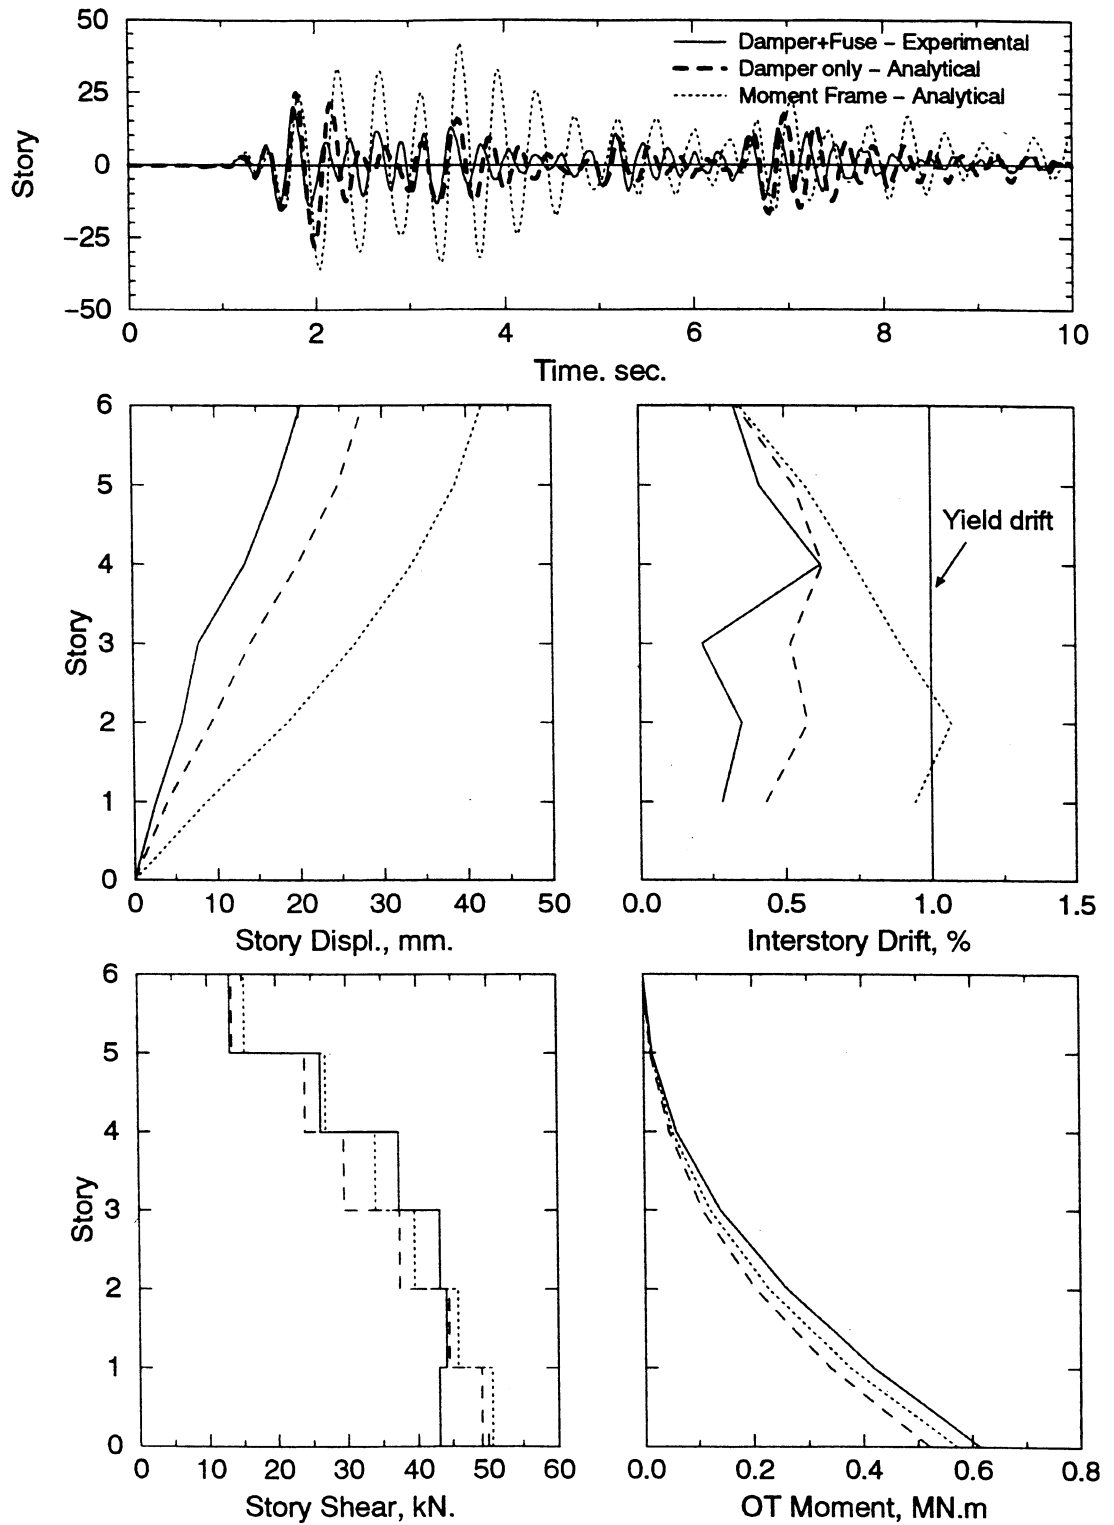 50
25
0
-25
-50
Story
Damper+Fuse - Experimental
Damper only - Analytical
Moment Frame - Analytical
0 2 4 6 8 10
Time. sec.
6
5
4
3
2
1
0
Story
0 10 20 30 40 50
Story Displ., mm.
Yield drift
0.0 0.5 1.0 1.5
Interstory Drift, %
6
5
4
3
2
1
0
Story
0 10 20 30 40 50 60
Story Shear, kN.
0.0 0.2 0.4 0.6 0.8
OT Moment, MN.m